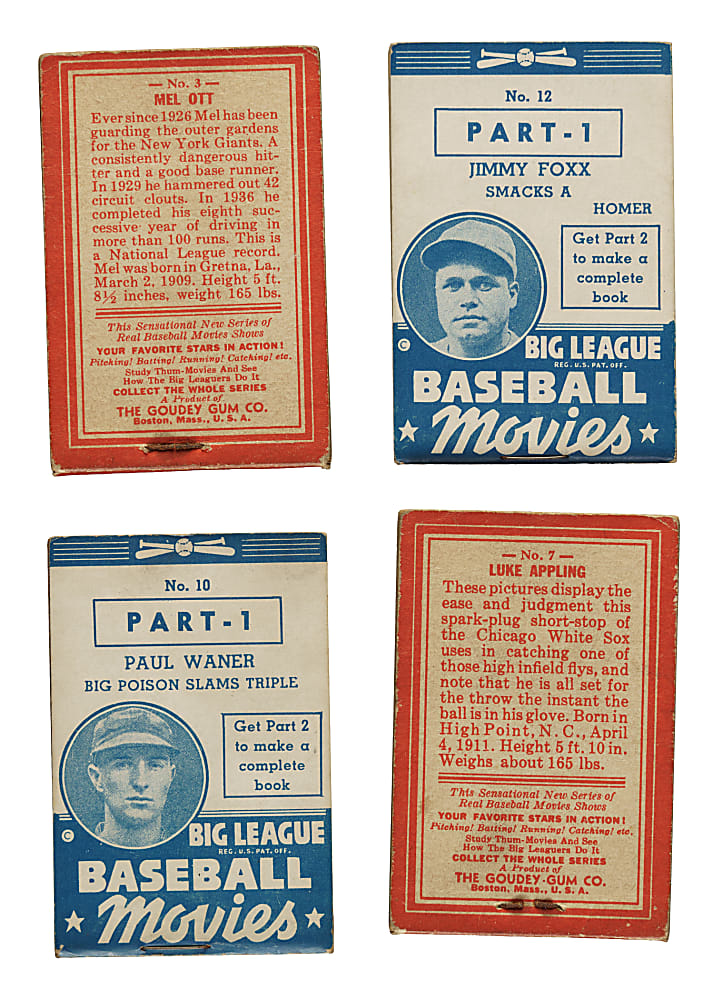 — No. 3 —
MEL OTT
Ever since 1926 Mel has been
guarding the outer gardens
for the New York Giants. A
consistently dangerous hit-
ter and a good base runner.
In 1929 he hammered out 42
circuit clouts. In 1936 he
completed his eighth suc-
cessive year of driving in
more than 100 runs. This is
a National League record.
Mel was born in Gretna, La.,
March 2, 1909. Height 5 ft.
8½ inches, weight 165 lbs.
This Sensational New Series of
Real Baseball Movies Shows
YOUR FAVORITE STARS IN ACTION!
Pitching! Batting! Running! Catching! etc.
Study Thum-Movies And See
How The Big Leaguers Do It
COLLECT THE WHOLE SERIES
A Product of
THE GOUDEY GUM CO.
Boston, Mass., U. S. A.
No. 12
PART-1
JIMMY FOXX
SMACKS A
HOMER
Get Part 2
to make a
complete
book
©
BIG LEAGUE
REG. U.S. PAT. OFF.
BASEBALL
Movies
No. 10
PART-1
PAUL WANER
BIG POISON SLAMS TRIPLE
Get Part 2
to make a
complete
book
©
BIG LEAGUE
REG. U.S. PAT. OFF.
BASEBALL
Movies
— No. 7 —
LUKE APPLING
These pictures display the
ease and judgment this
spark-plug short-stop of
the Chicago White Sox
uses in catching one of
those high infield flys, and
note that he is all set for
the throw the instant the
ball is in his glove. Born in
High Point, N. C., April
4, 1911. Height 5 ft. 10 in.
Weighs about 165 lbs.
This Sensational New Series of
Real Baseball Movies Shows
YOUR FAVORITE STARS IN ACTION!
Pitching! Batting! Running! Catching! etc.
Study Thum-Movies And See
How The Big Leaguers Do It
COLLECT THE WHOLE SERIES
A Product of
THE GOUDEY GUM CO.
Boston, Mass., U. S. A.